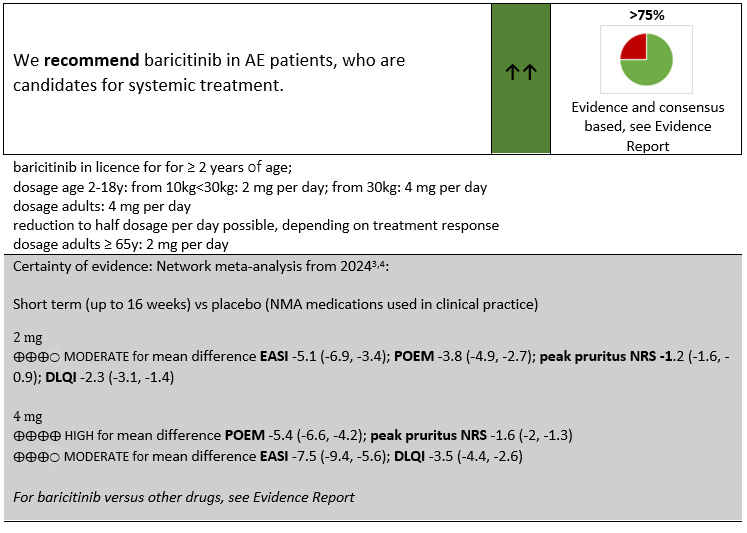 We recommend baricitinib in AE patients, who are
candidates for systemic treatment.
↑↑
>75%
Evidence and consensus
based, see Evidence
Report
baricitinib in licence for for ≥ 2 years of age;
dosage age 2-18y: from 10kg<30kg: 2 mg per day; from 30kg: 4 mg per day
dosage adults: 4 mg per day
reduction to half dosage per day possible, depending on treatment response
dosage adults ≥ 65y: 2 mg per day
Certainty of evidence: Network meta-analysis from 2024³,⁴:
Short term (up to 16 weeks) vs placebo (NMA medications used in clinical practice)
2 mg
⊕⊕⊕○ MODERATE for mean difference EASI -5.1 (-6.9, -3.4); POEM -3.8 (-4.9, -2.7); peak pruritus NRS -1.2 (-1.6, -
0.9); DLQI -2.3 (-3.1, -1.4)
4 mg
⊕⊕⊕⊕ HIGH for mean difference POEM -5.4 (-6.6, -4.2); peak pruritus NRS -1.6 (-2, -1.3)
⊕⊕⊕○ MODERATE for mean difference EASI -7.5 (-9.4, -5.6); DLQI -3.5 (-4.4, -2.6)
For baricitinib versus other drugs, see Evidence Report